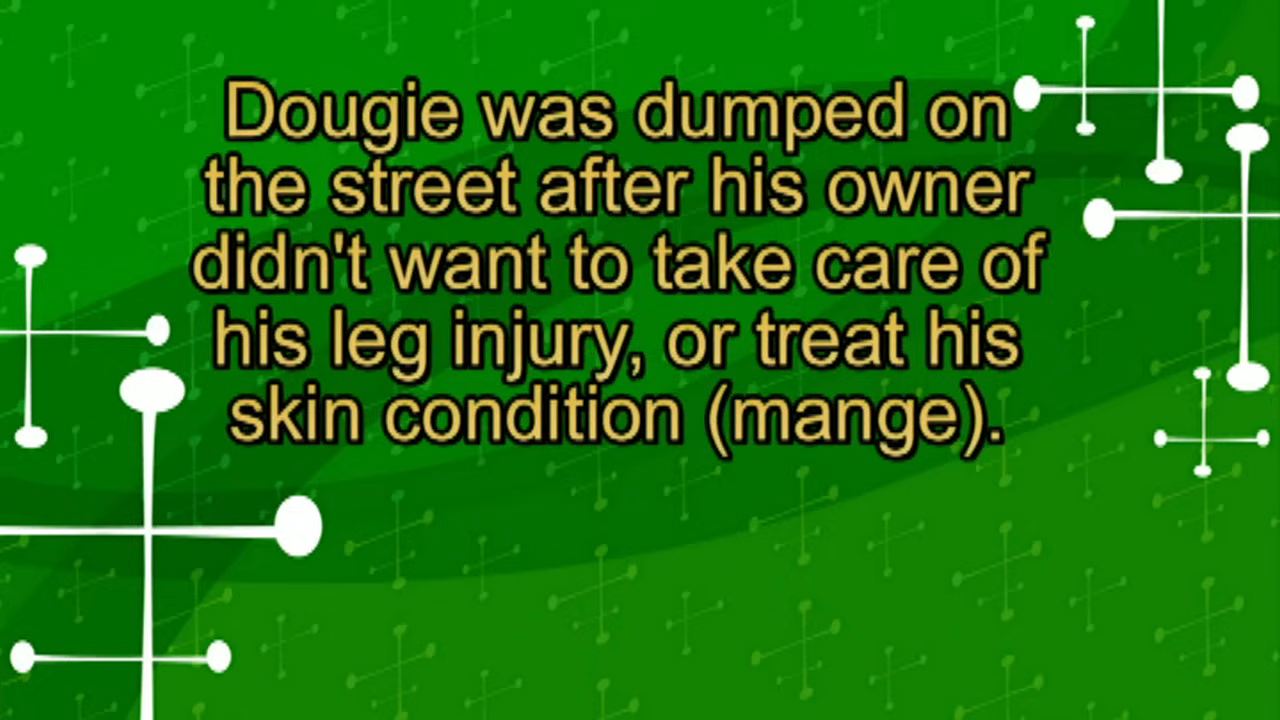 Dougie was dumped on
the street after his owner
didn't want to take care of
his leg injury, or treat his
skin condition (mange).